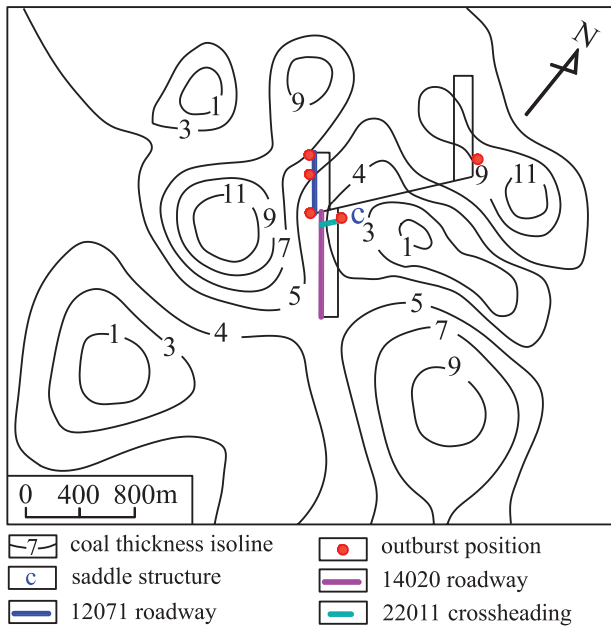 N
1
3
9
4
9
11
11
9
7
c
3
1
5
5
4
7
1
3
9
0 400 800m
7 coal thickness isoline
outburst position
c saddle structure
14020 roadway
12071 roadway
22011 crossheading